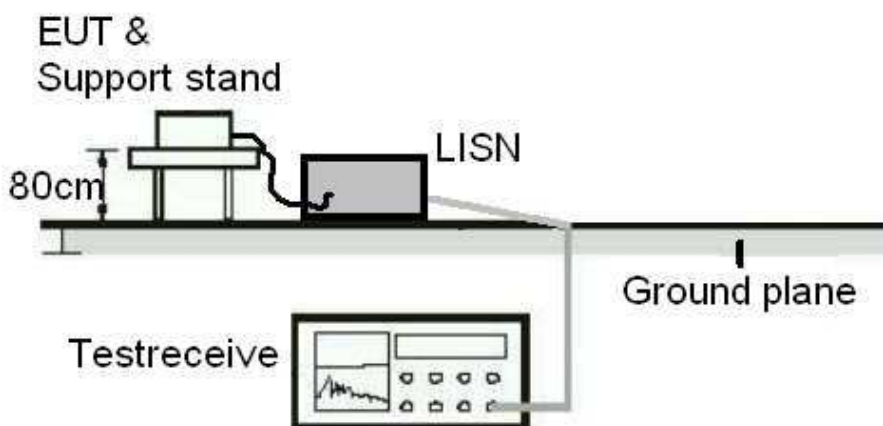 EUT &
Support stand
LISN
80cm
Ground plane
Testreceive